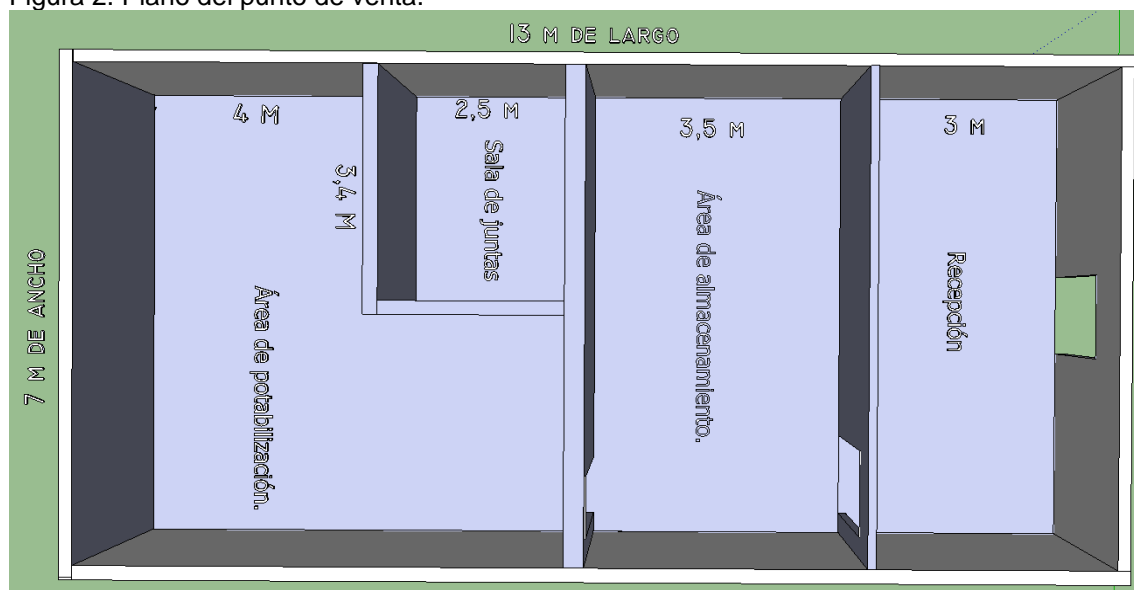 Figura 2. Plano del punto de venta.
13 M DE LARGO
7 M DE ANCHO
4 M
2,5 M
3,5 M
3 M
3,4 M
Sala de juntas
Área de potabilización.
Área de almacenamiento.
Recepción